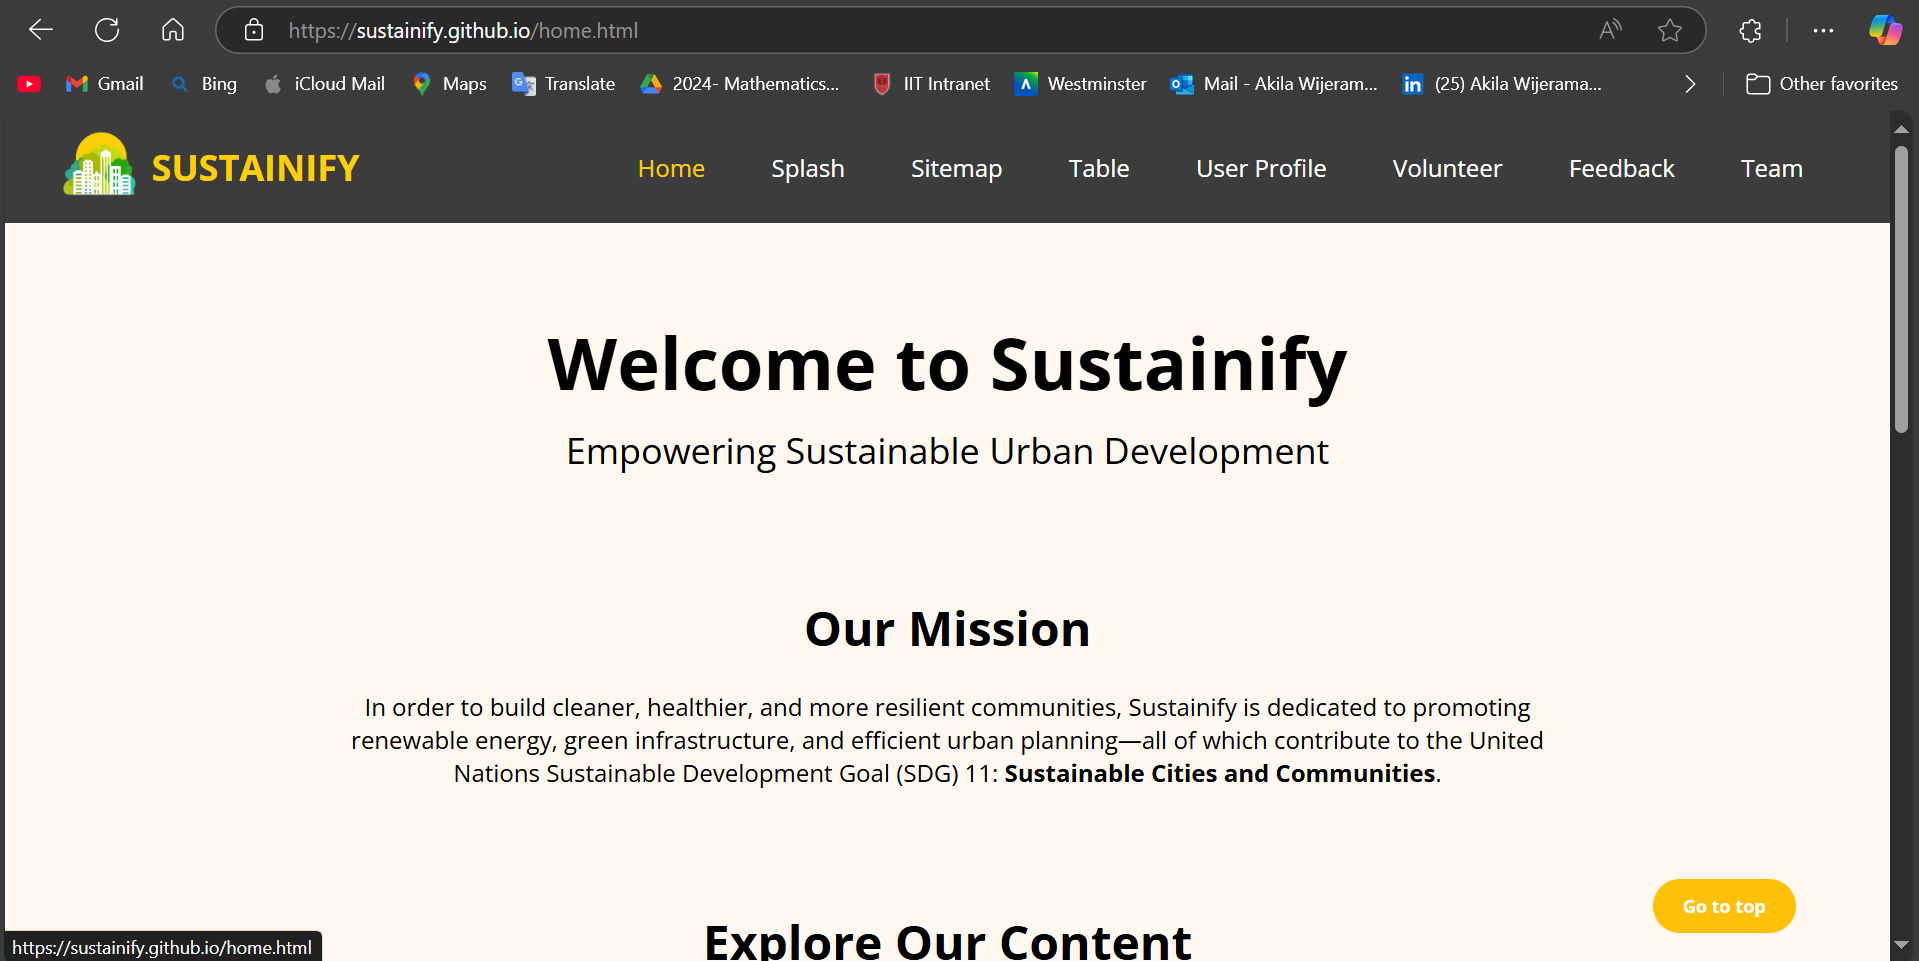 https://sustainify.github.io/home.html
Gmail Bing iCloud Mail Maps Translate 2024- Mathematics... IIT Intranet Westminster Mail - Akila Wijeram... (25) Akila Wijerama... Other favorites
SUSTAINIFY Home Splash Sitemap Table User Profile Volunteer Feedback Team
Welcome to Sustainify
Empowering Sustainable Urban Development
Our Mission
In order to build cleaner, healthier, and more resilient communities, Sustainify is dedicated to promoting
renewable energy, green infrastructure, and efficient urban planning—all of which contribute to the United
Nations Sustainable Development Goal (SDG) 11: Sustainable Cities and Communities.
Go to top
Explore Our Content
https://sustainify.github.io/home.html